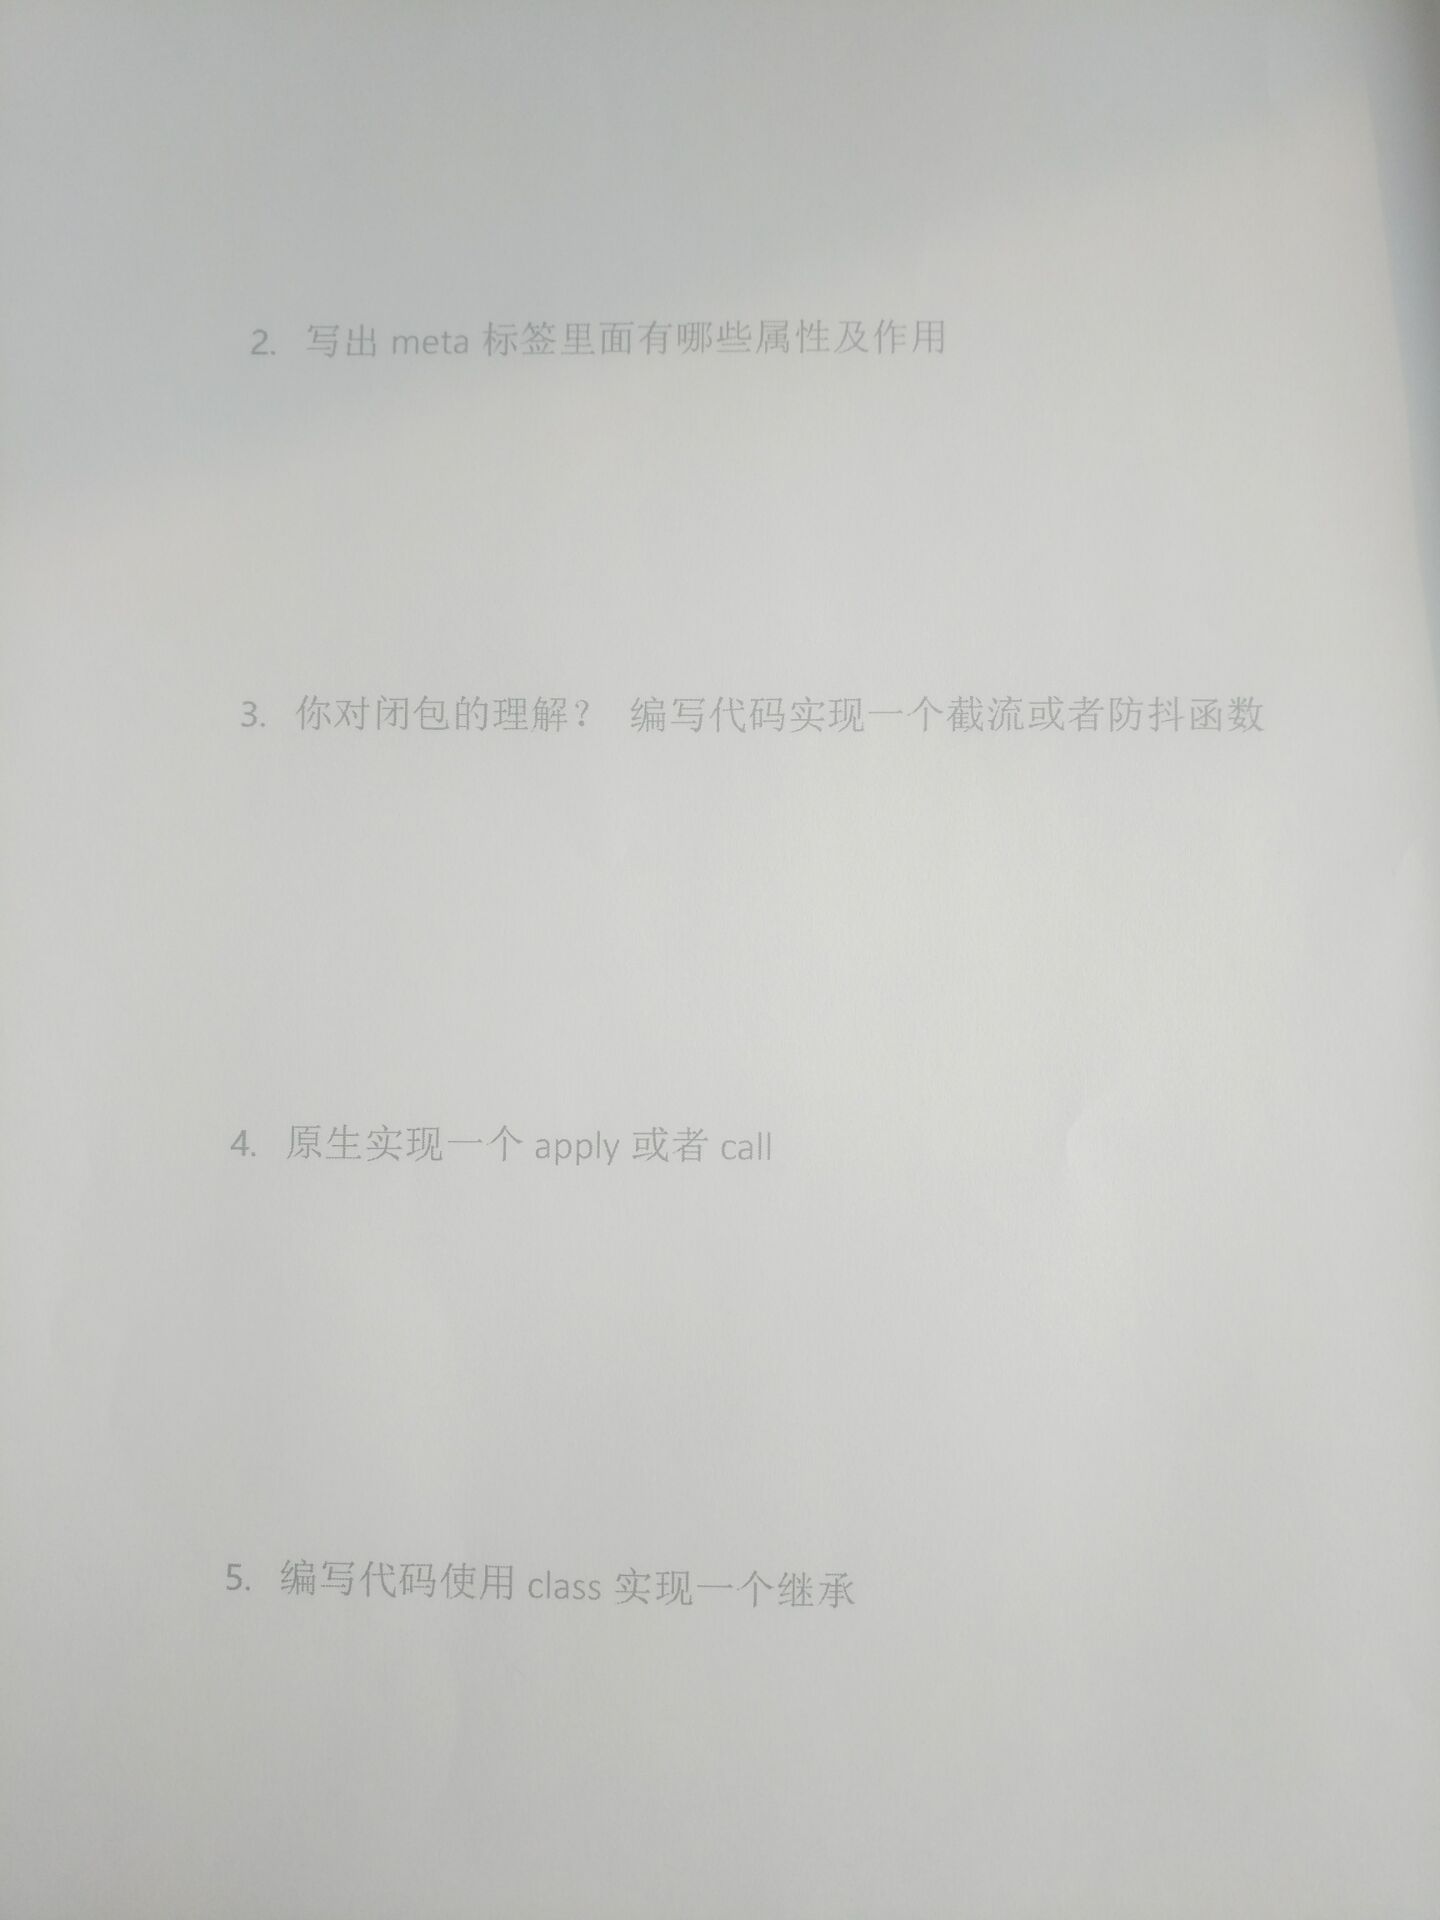 2. 写出 meta 标签里面有哪些属性及作用
3. 你对闭包的理解? 编写代码实现一个截流或者防抖函数
4. 原生实现一个 apply 或者 call
5. 编写代码使用 class 实现一个继承